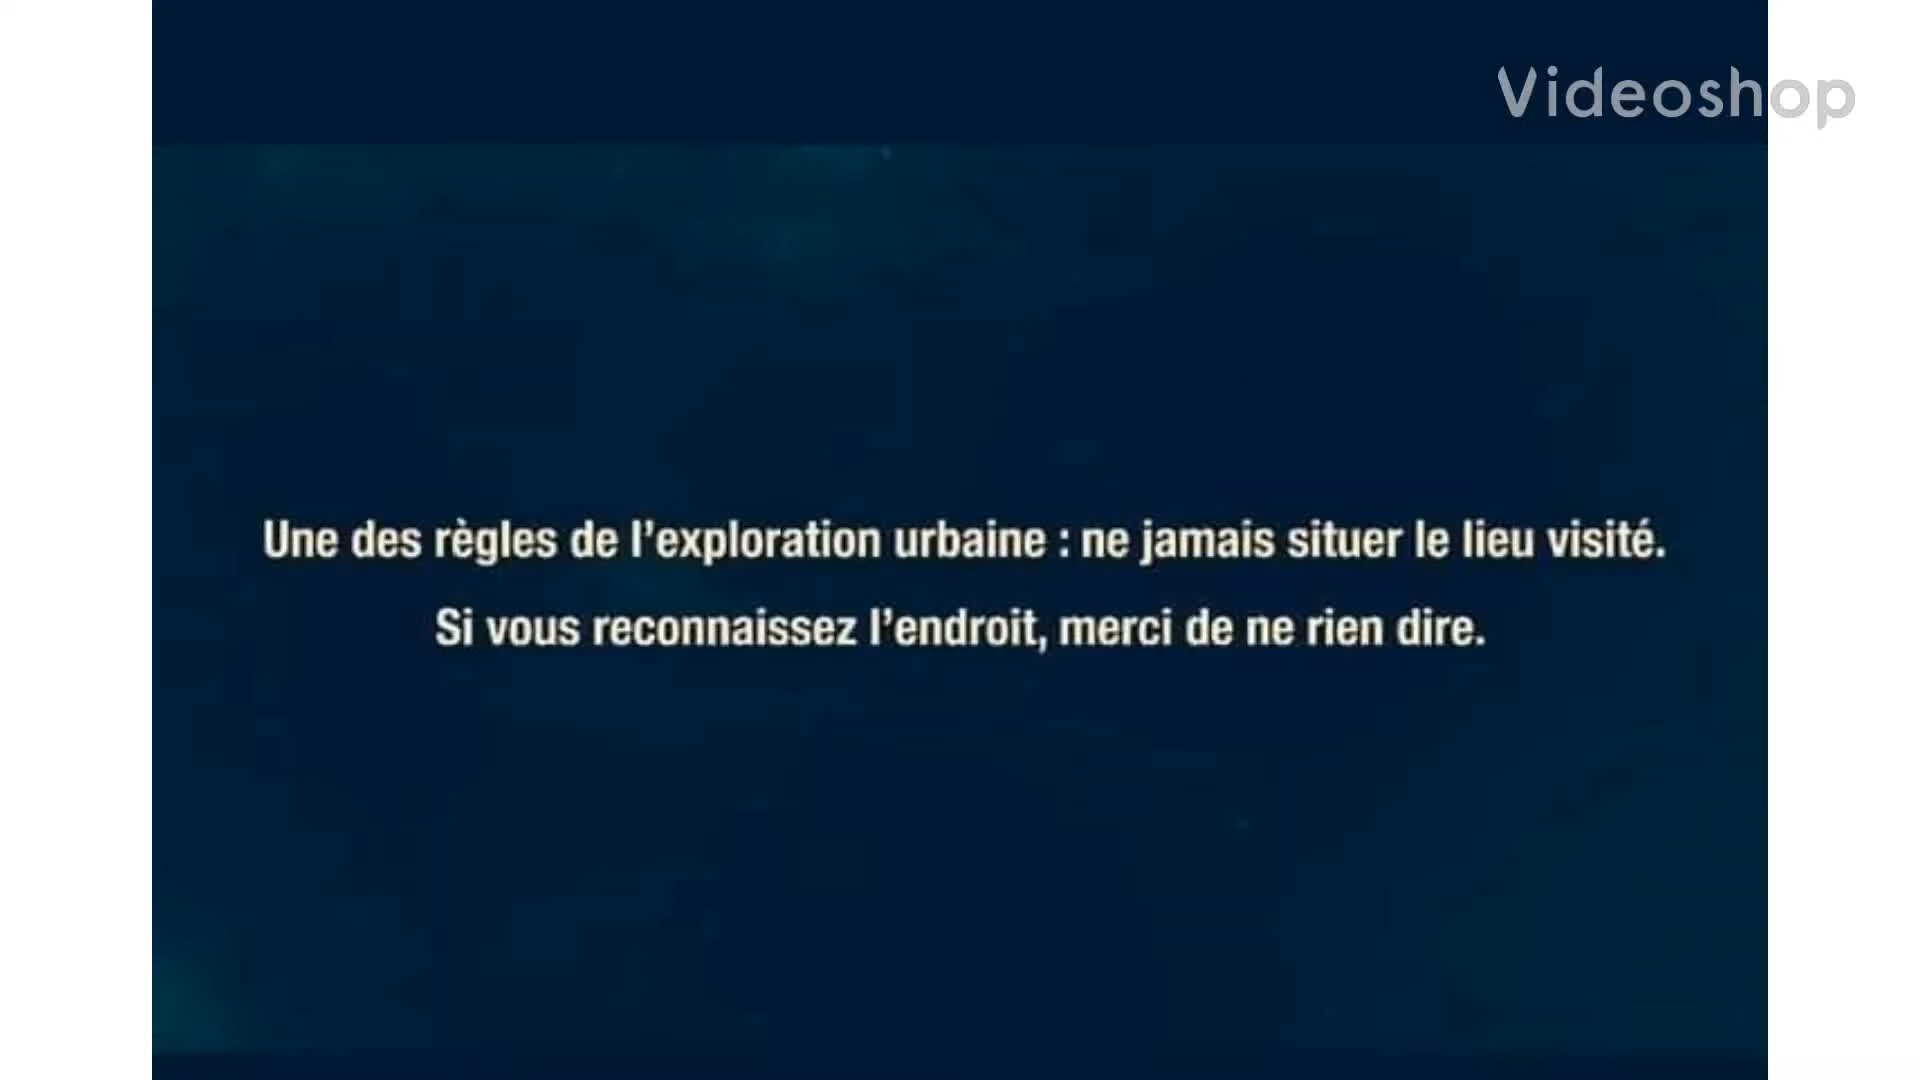 Videoshop
Une des règles de l'exploration urbaine : ne jamais situer le lieu visité.
Si vous reconnaissez l'endroit, merci de ne rien dire.